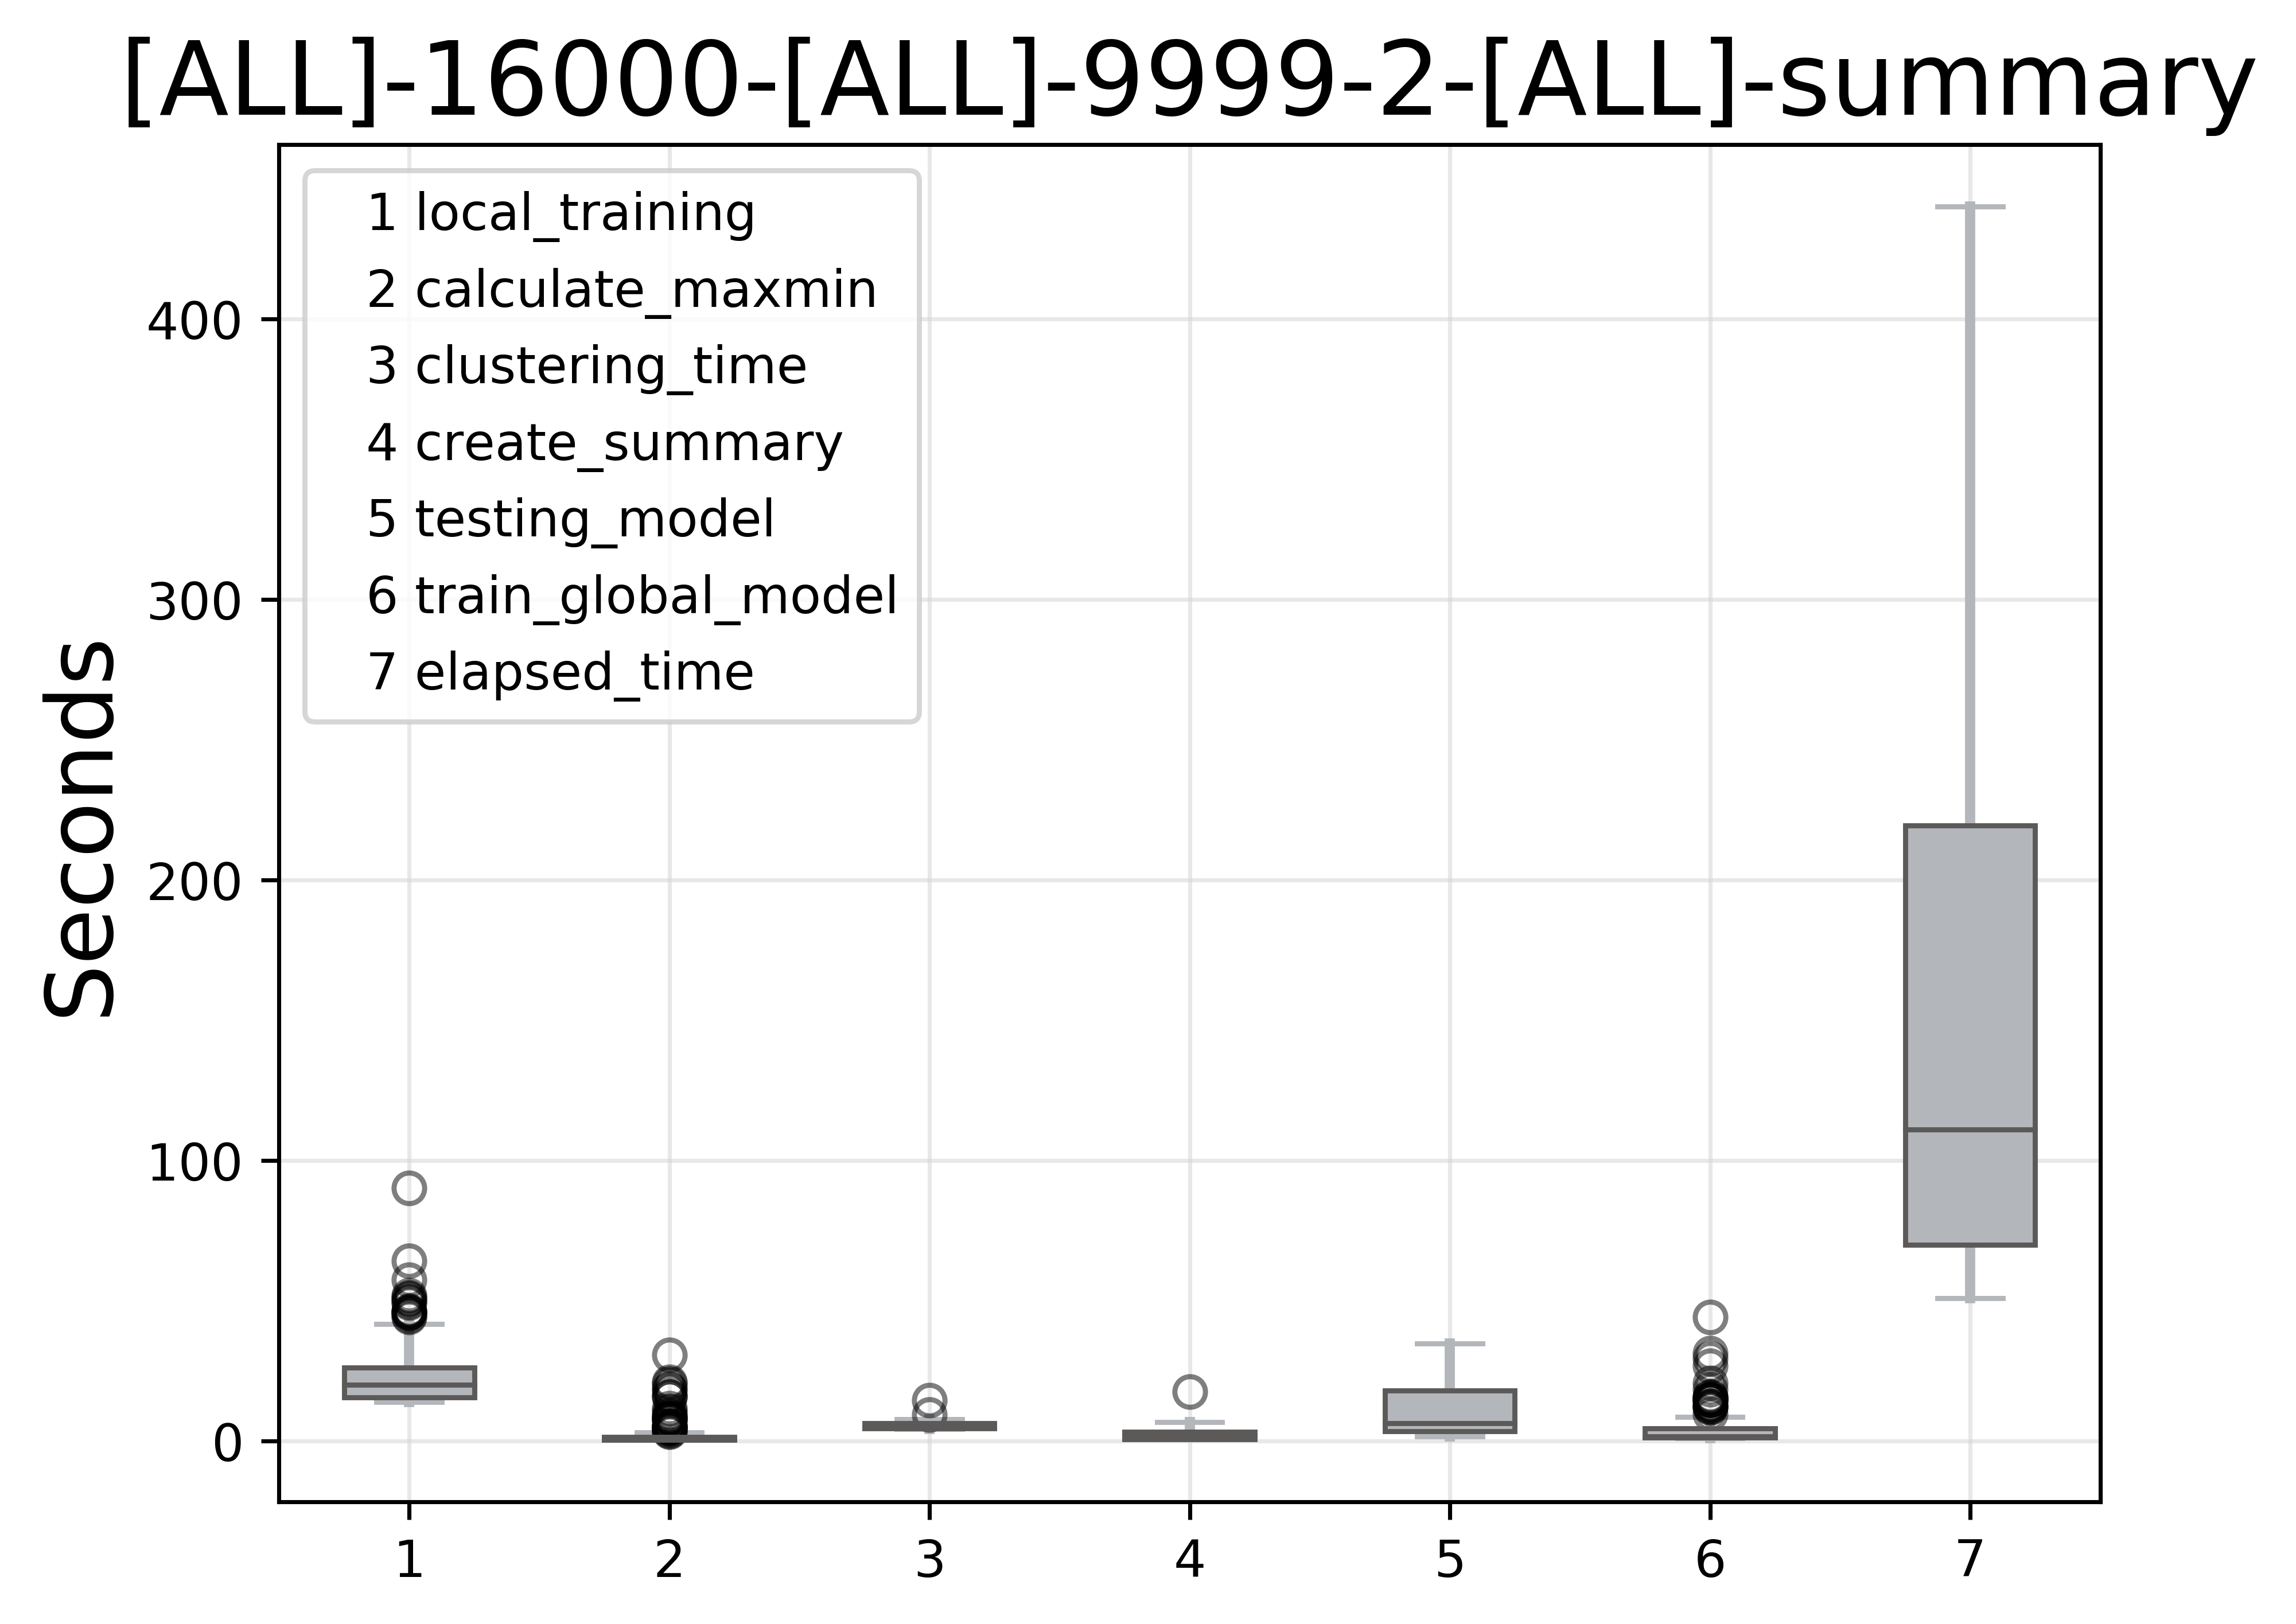 [ALL]-16000-[ALL]-9999-2-[ALL]-summary
1 local_training
2 calculate_maxmin
3 clustering_time
4 create_summary
5 testing_model
6 train_global_model
7 elapsed_time
Seconds
400
300
200
100
0
1 2 3 4 5 6 7